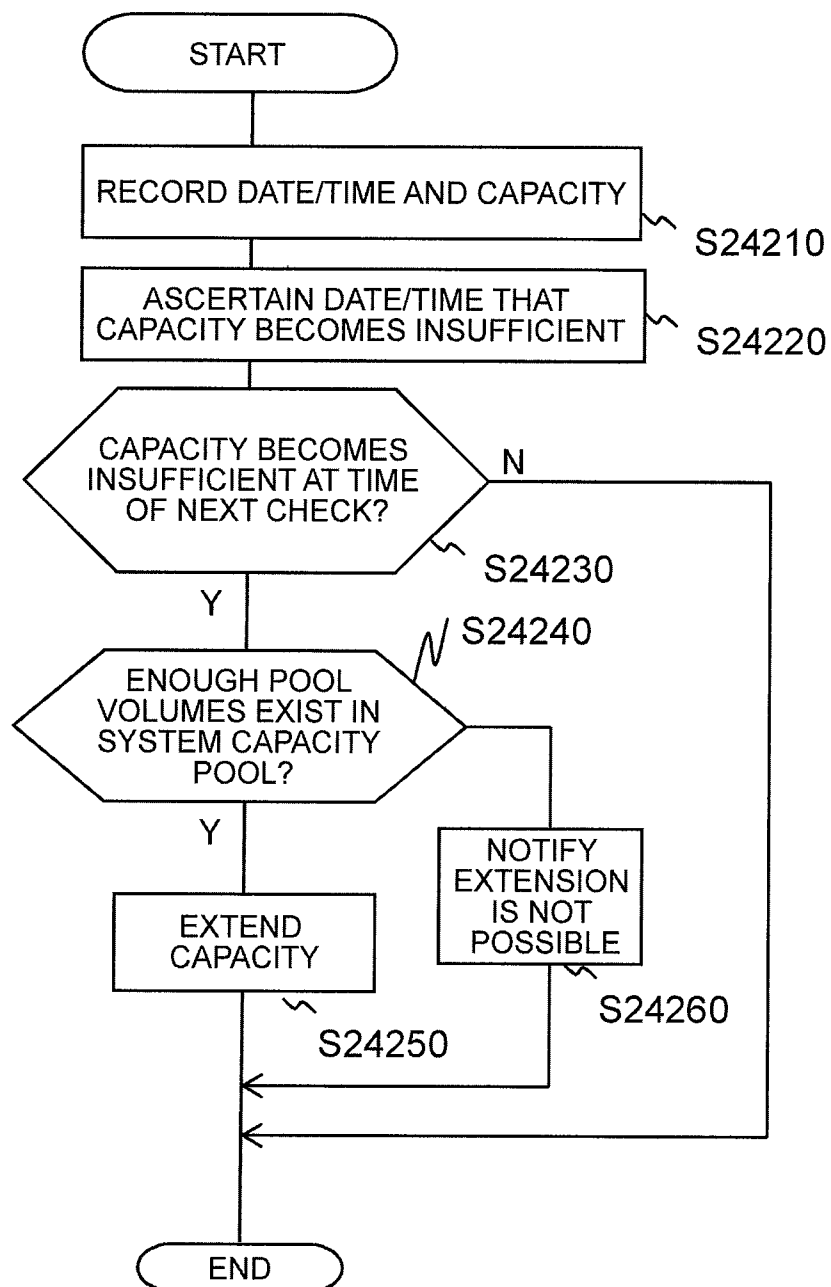 START
RECORD DATE/TIME AND CAPACITY
S24210
ASCERTAIN DATE/TIME THAT
CAPACITY BECOMES INSUFFICIENT
S24220
CAPACITY BECOMES
INSUFFICIENT AT TIME
OF NEXT CHECK?
N
S24230
Y
S24240
ENOUGH POOL
VOLUMES EXIST IN
SYSTEM CAPACITY
POOL?
Y
NOTIFY
EXTENSION
IS NOT
POSSIBLE
EXTEND
CAPACITY
S24260
S24250
END